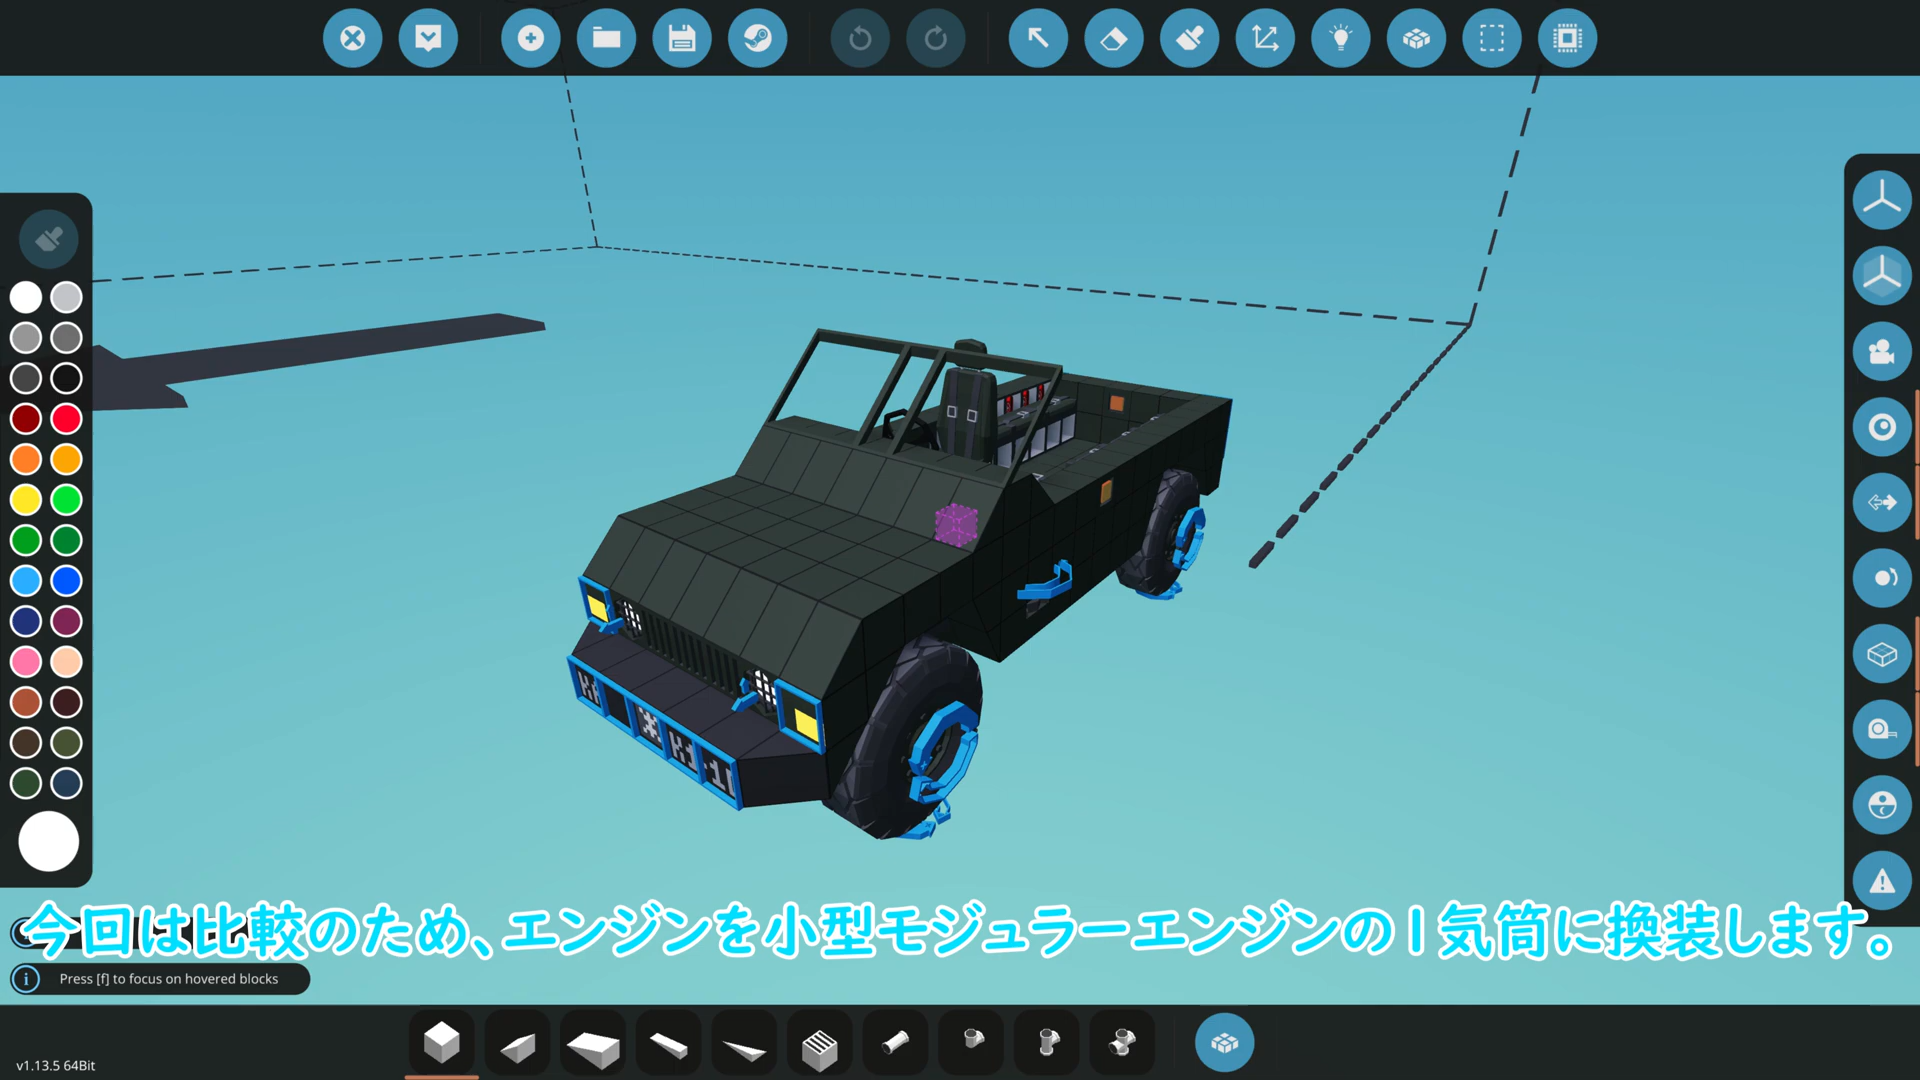 今回は比較のため、エンジンを小型モジュラーエンジンの1気筒に換装します。
Press [f] to focus on hovered blocks
v1.13.5 64Bit